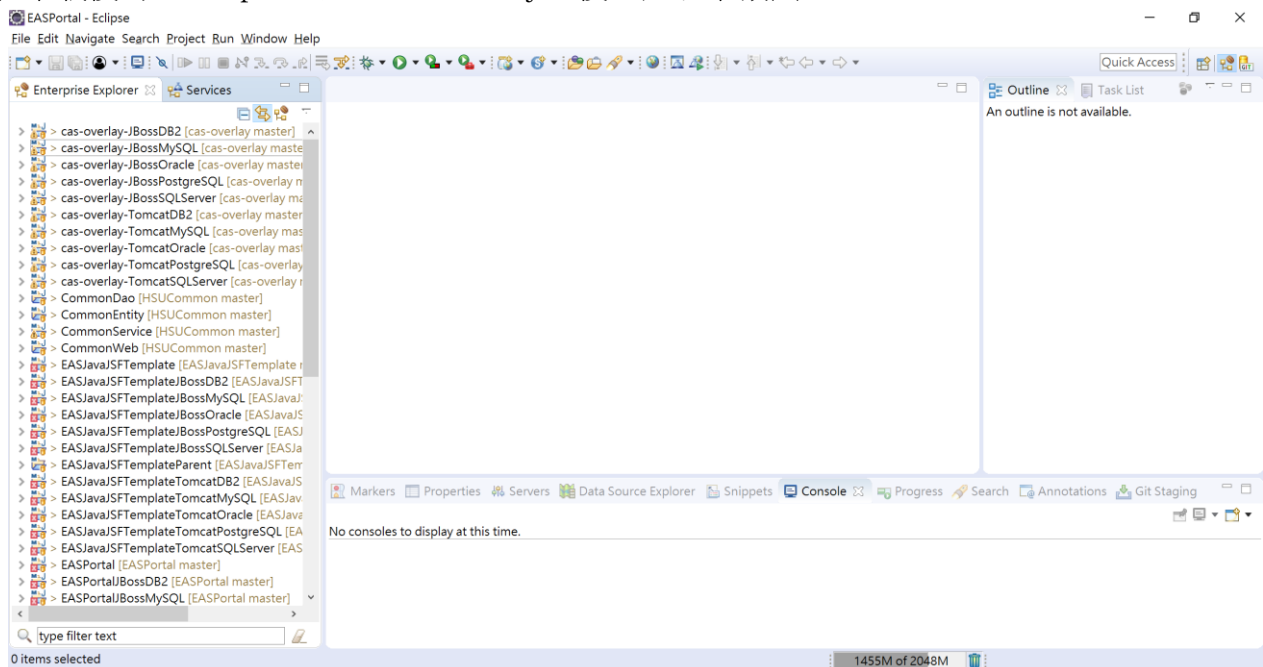 EASPortal - Eclipse
File Edit Navigate Search Project Run Window Help
Quick Access
Enterprise Explorer Services
> cas-overlay-JBossDB2 [cas-overlay master]
> cas-overlay-JBossMySQL [cas-overlay maste
> cas-overlay-JBossOracle [cas-overlay master
> cas-overlay-JBossPostgreSQL [cas-overlay m
> cas-overlay-JBossSQLServer [cas-overlay ma
> cas-overlay-TomcatDB2 [cas-overlay master
> cas-overlay-TomcatMySQL [cas-overlay mas
> cas-overlay-TomcatOracle [cas-overlay mast
> cas-overlay-TomcatPostgreSQL [cas-overlay
> cas-overlay-TomcatSQLServer [cas-overlay r
> CommonDao [HSUCommon master]
> CommonEntity [HSUCommon master]
> CommonService [HSUCommon master]
> CommonWeb [HSUCommon master]
> EASJavaJSFTemplate [EASJavaJSFTemplate r
> EASJavaJSFTemplateJBossDB2 [EASJavaJSFT
> EASJavaJSFTemplateJBossMySQL [EASJavaJ
> EASJavaJSFTemplateJBossOracle [EASJavaJS
> EASJavaJSFTemplateJBossPostgreSQL [EASJ
> EASJavaJSFTemplateJBossSQLServer [EASJa
> EASJavaJSFTemplateParent [EASJavaJSFTem
> EASJavaJSFTemplateTomcatDB2 [EASJavaJS
> EASJavaJSFTemplateTomcatMySQL [EASJav
> EASJavaJSFTemplateTomcatOracle [EASJava
> EASJavaJSFTemplateTomcatPostgreSQL [EA
> EASJavaJSFTemplateTomcatSQLServer [EAS
> EASPortal [EASPortal master]
> EASPortalJBossDB2 [EASPortal master]
> EASPortalJBossMySQL [EASPortal master]
type filter text
Outline Task List
An outline is not available.
Markers Properties Servers Data Source Explorer Snippets Console Progress Search Annotations Git Staging
No consoles to display at this time.
0 items selected
1455M of 2048M